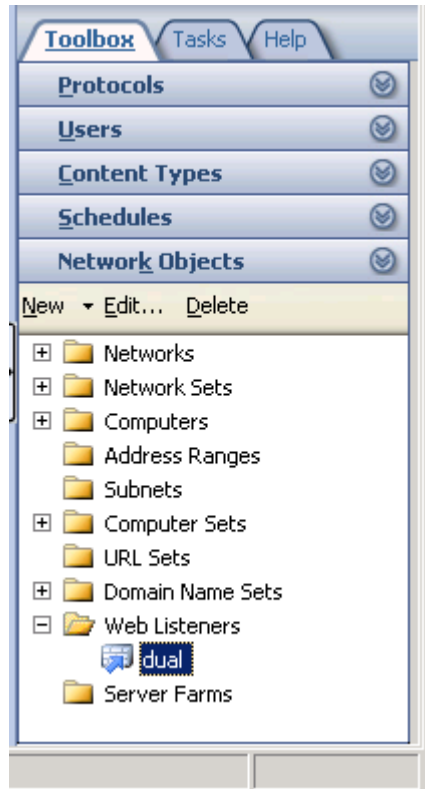 Toolbox Tasks Help
Protocols
Users
Content Types
Schedules
Network Objects
New Edit... Delete
Networks
Network Sets
Computers
Address Ranges
Subnets
Computer Sets
URL Sets
Domain Name Sets
Web Listeners
dual
Server Farms